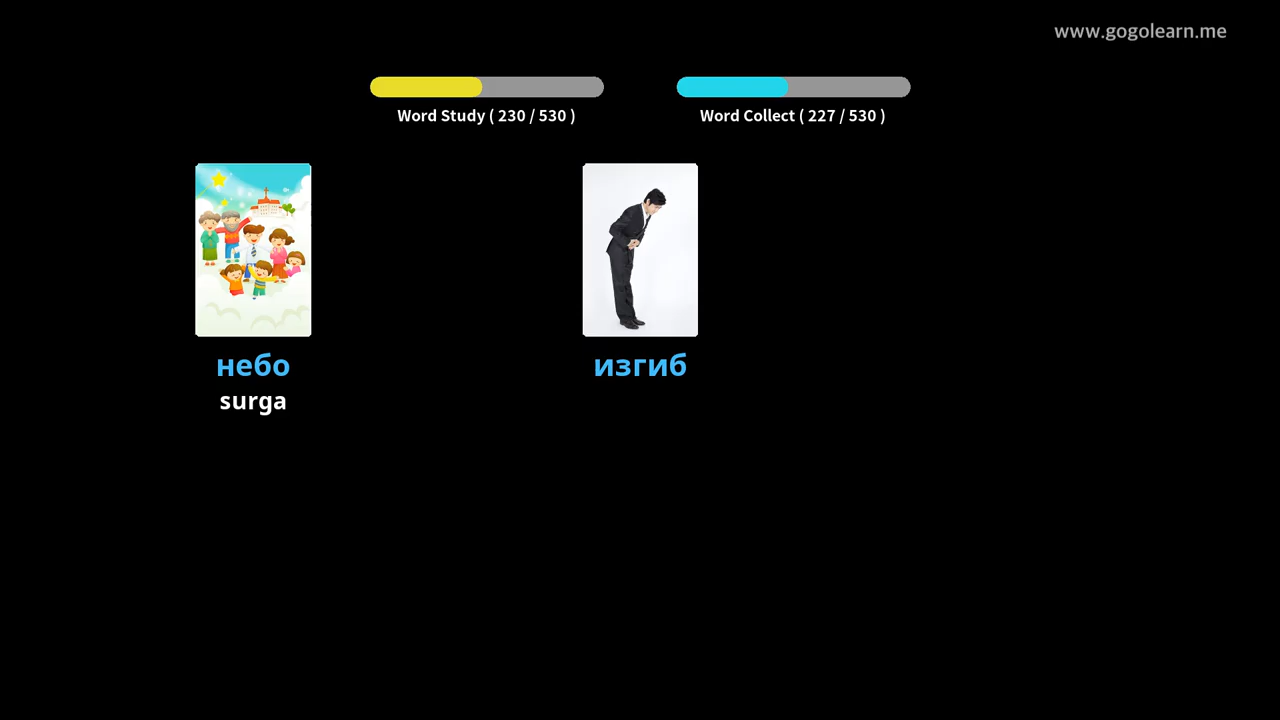 www.gogolearn.me
Word Study ( 230 / 530 )
Word Collect ( 227 / 530 )
небо
surga
изгиб